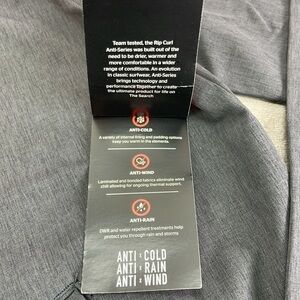 Team tested, the Rip Curl
Anti-Series was built out of the
need to be drier, warmer and
more comfortable in a wider
range of conditions. An evolution
in classic surfwear, Anti-Series
brings technology and
performance together to create
the ultimate product for life on
The Search
ANTI-COLD
A variety of internal lining and padding options
keep you warm in the elements.
ANTI-WIND
Laminated and bonded fabrics eliminate wind
chill allowing for ongoing thermal support.
ANTI-RAIN
DWR and water repellent treatments help
protect you through rain and storms
ANTI COLD
ANTI RAIN
ANTI WIND